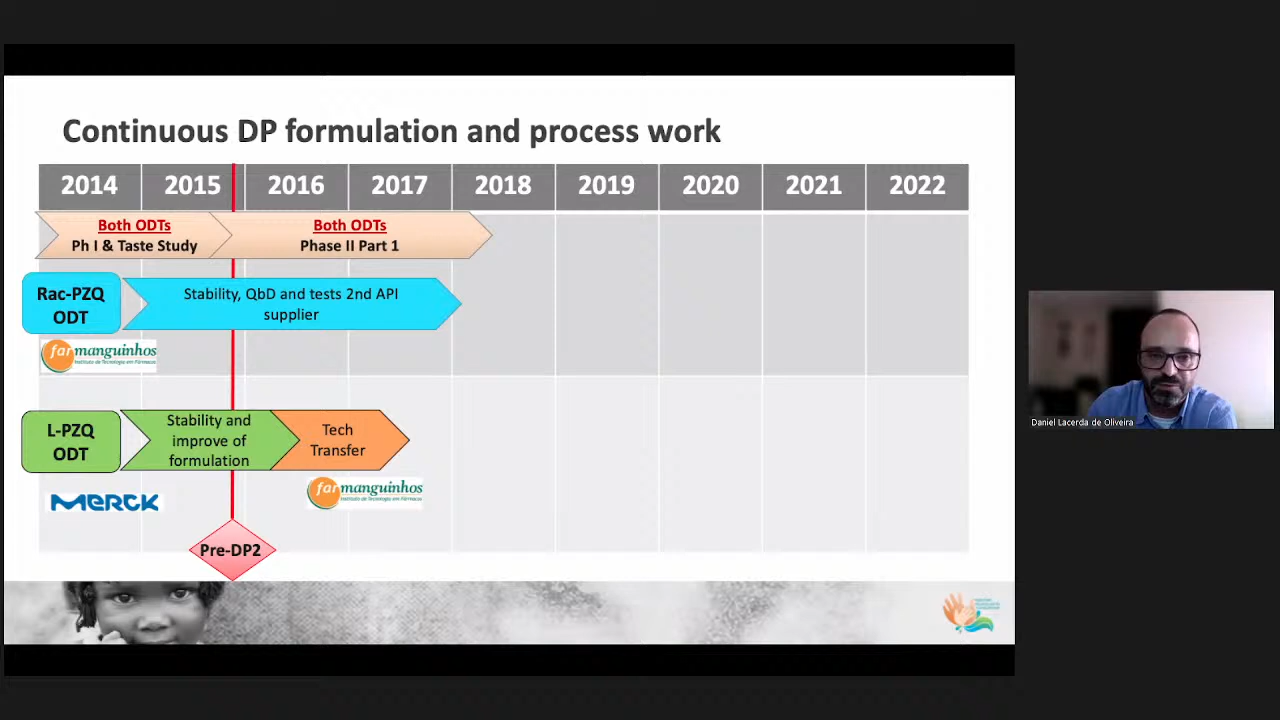 Continuous DP formulation and process work
2014 2015 2016 2017 2018 2019 2020 2021 2022
Both ODTs
Ph I & Taste Study
Both ODTs
Phase II Part 1
Rac-PZQ
ODT
Stability, QbD and tests 2nd API
supplier
farmanguinhos
Instituto de Tecnologia em Fármacos
L-PZQ
ODT
Stability and
improve of
formulation
Tech
Transfer
MERCK
farmanguinhos
Instituto de Tecnologia em Fármacos
Pre-DP2
Daniel Lacerda de Oliveira